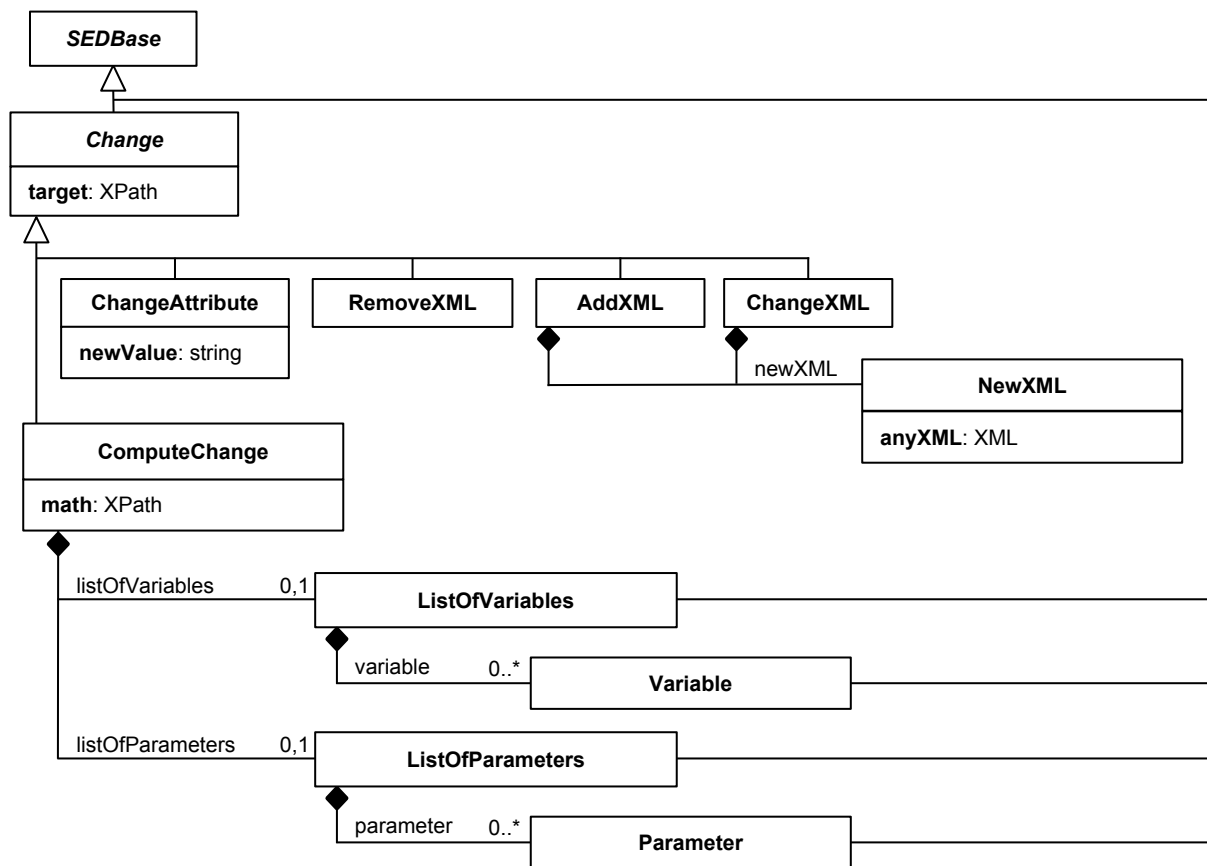 SEDBase
Change
target: XPath
ChangeAttribute
newValue: string
RemoveXML
AddXML
ChangeXML
newXML
NewXML
anyXML: XML
ComputeChange
math: XPath
listOfVariables 0,1
ListOfVariables
variable 0..*
Variable
listOfParameters 0,1
ListOfParameters
parameter 0..*
Parameter